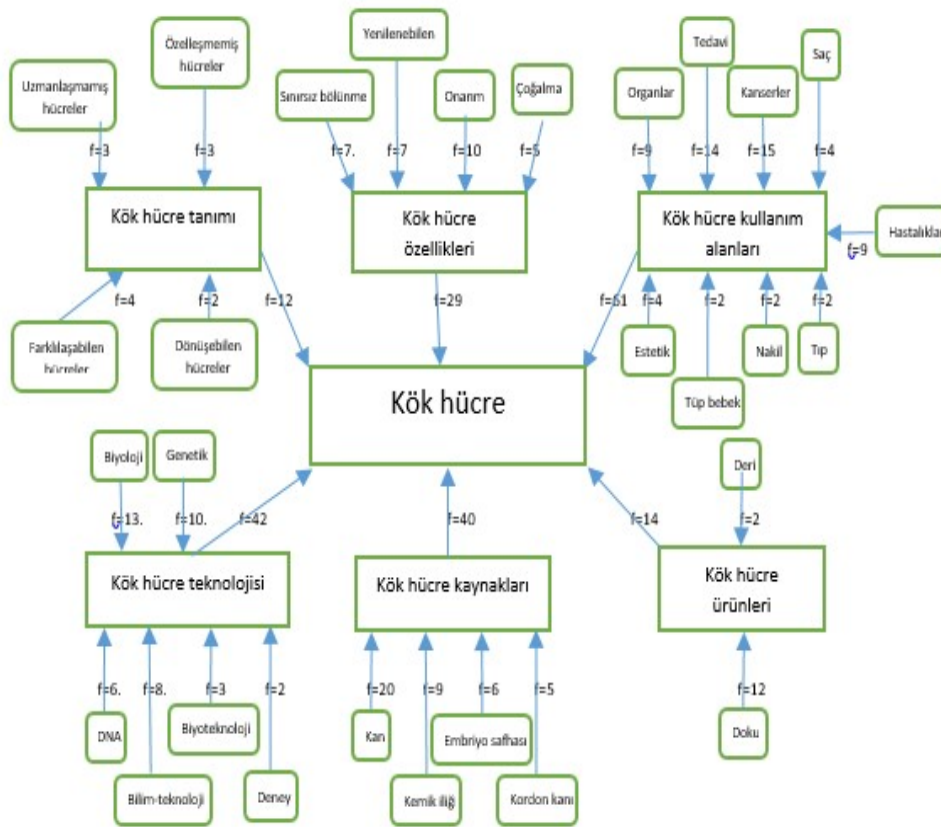 Uzmanlaşmamış
hücreler
Özelleşmemiş
hücreler
f=3
f=3
Kök hücre tanımı
f=4
f=2
f=12
Farklılaşabilen
hücreler
Dönüşebilen
hücreler
Sınırsız bölünme
Yenilenebilen
Onarım
Çoğalma
f=7.
f=7
f=10
f=5
Kök hücre
özellikleri
f=29
Organlar
Tedavi
Kanserler
Saç
f=9
f=14
f=15
f=4
Kök hücre kullanım
alanları
Hastalıklar
f=9
f=61
f=4
f=2
f=2
f=2
Estetik
Tüp bebek
Nakil
Tıp
Kök hücre
Biyoloji
Genetik
f=13.
f=10.
f=42
Kök hücre teknolojisi
f=6.
f=8.
f=3
f=2
DNA
Bilim-teknoloji
Biyoteknoloji
Deney
f=40
Kök hücre kaynakları
f=20
f=9
f=6
f=5
Kan
Kemik iliği
Embriyo safhası
Kordon kanı
Deri
f=2
f=14
Kök hücre
ürünleri
f=12
Doku